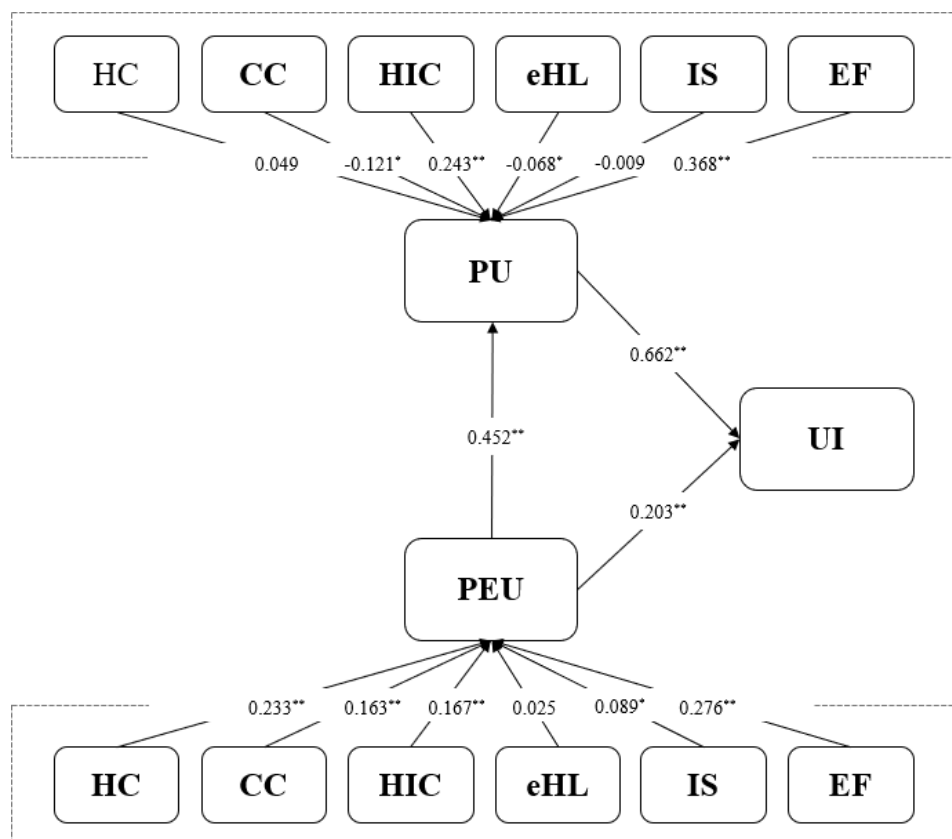 HC CC HIC eHL IS EF
0.049 -0.121* 0.243** -0.068* -0.009 0.368**
PU
0.662**
0.452**
UI
0.203**
PEU
0.233** 0.163** 0.167** 0.025 0.089* 0.276**
HC CC HIC eHL IS EF